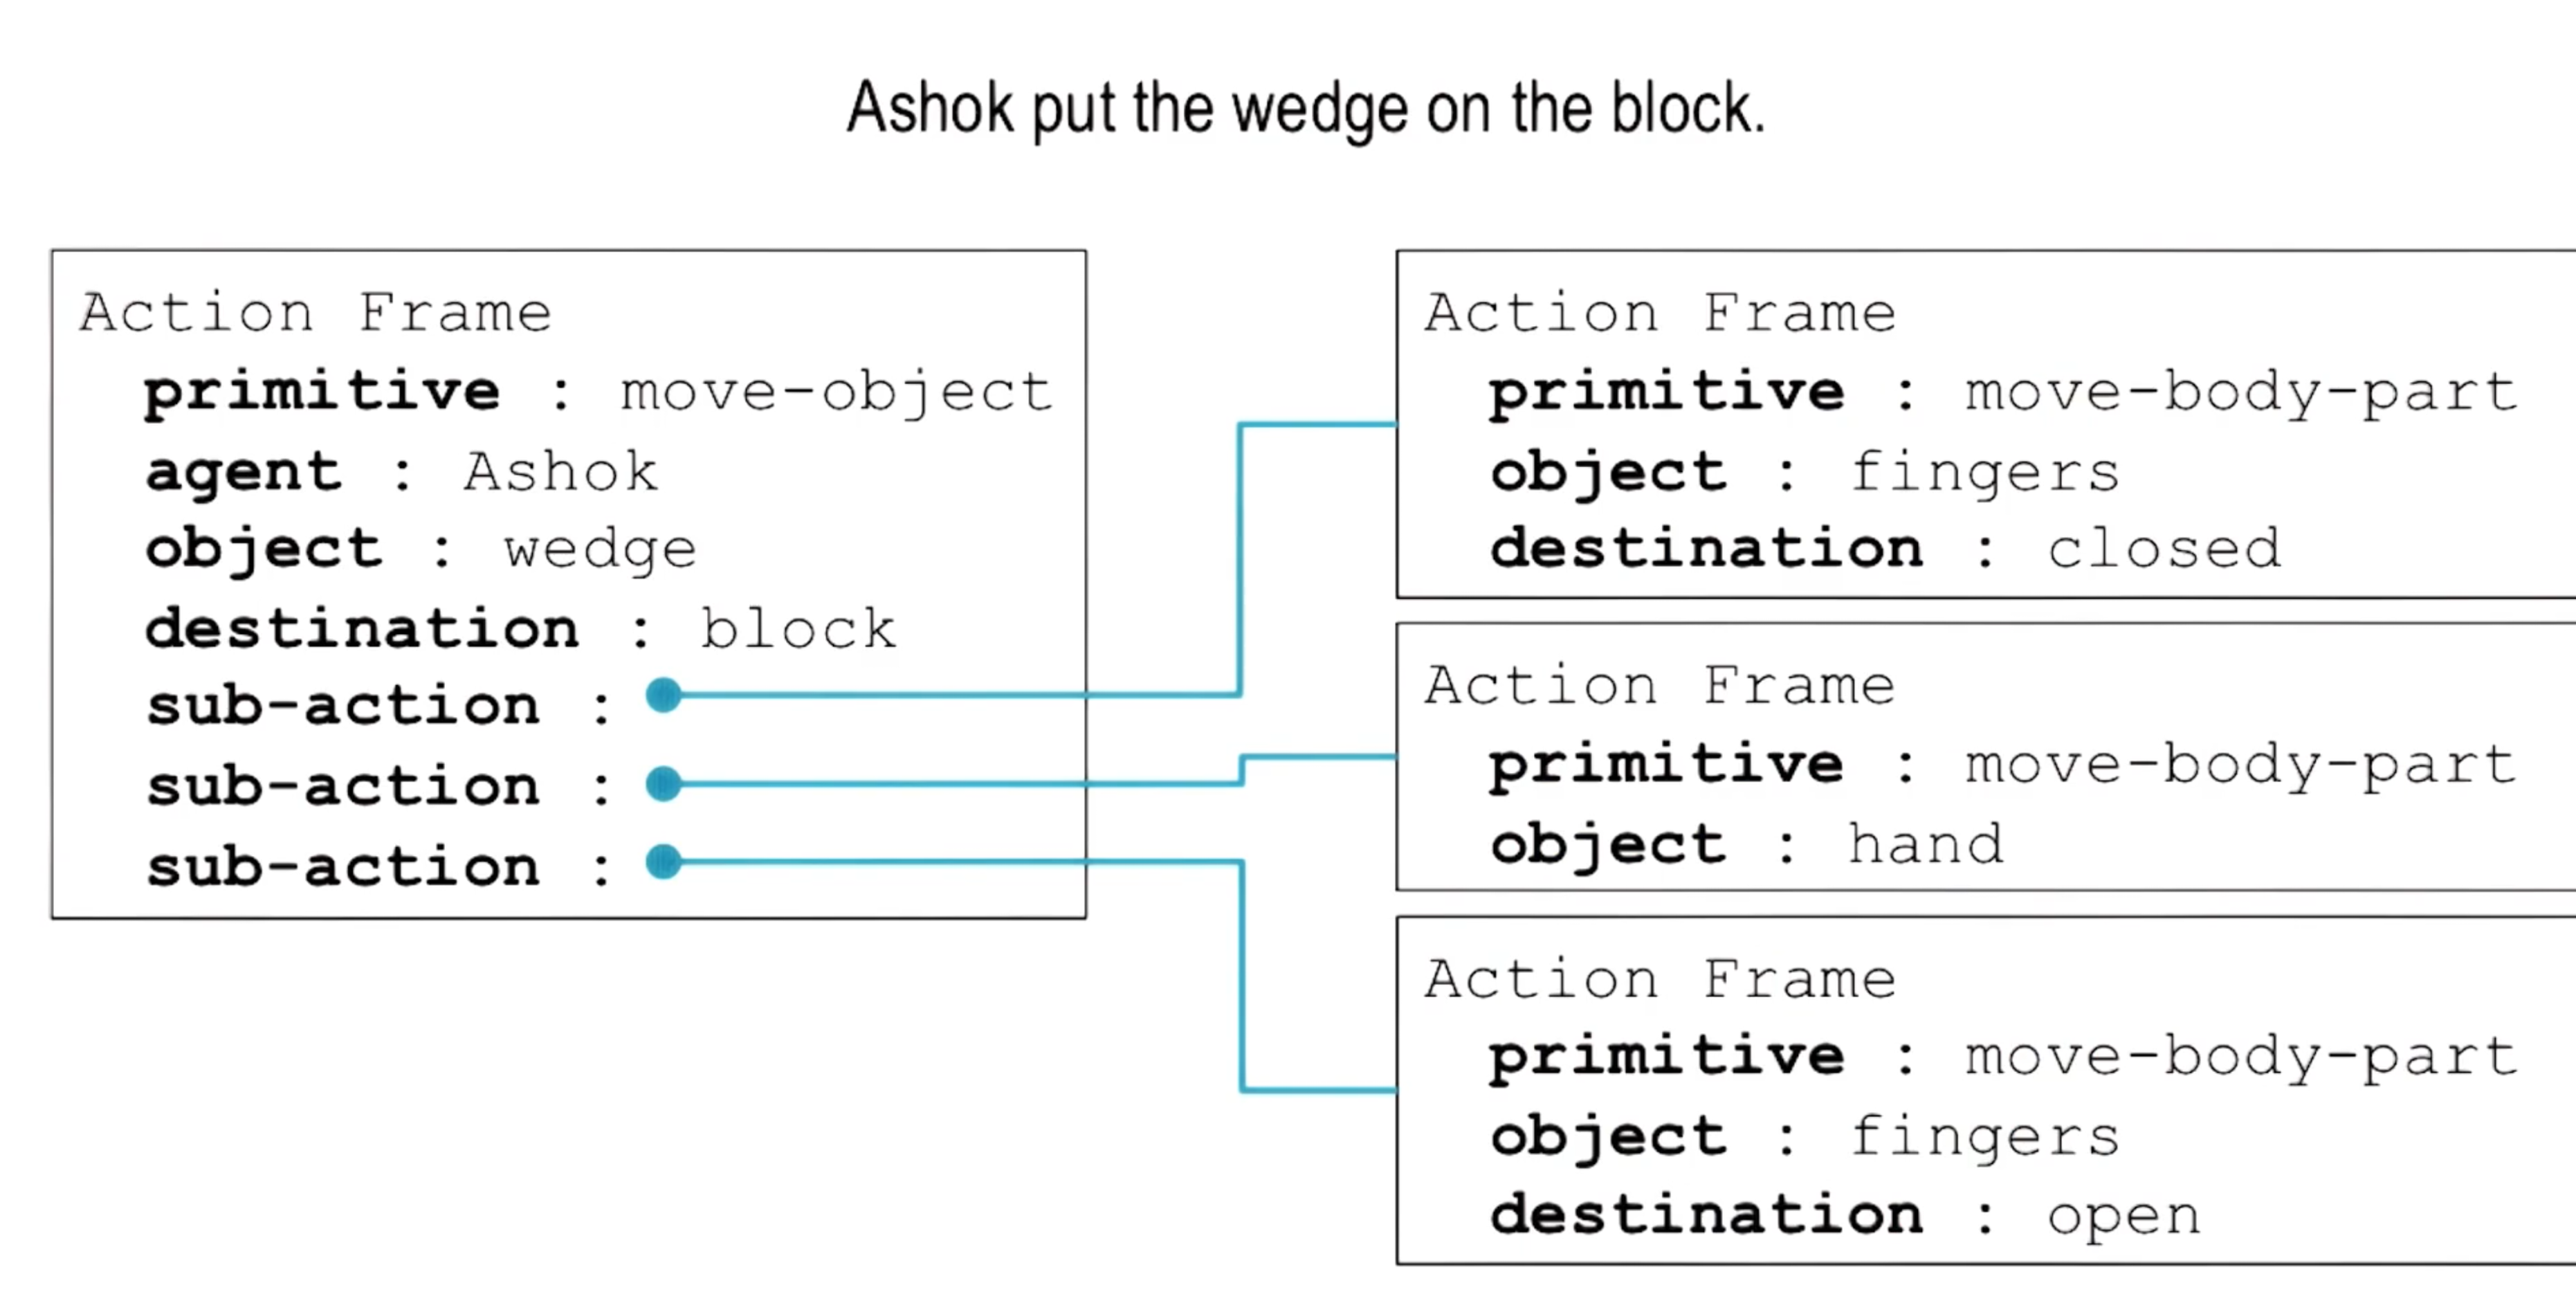 Ashok put the wedge on the block.
Action Frame
primitive : move-object
agent : Ashok
object : wedge
destination : block
sub-action :
sub-action :
sub-action :
Action Frame
primitive : move-body-part
object : fingers
destination : closed
Action Frame
primitive : move-body-part
object : hand
Action Frame
primitive : move-body-part
object : fingers
destination : open